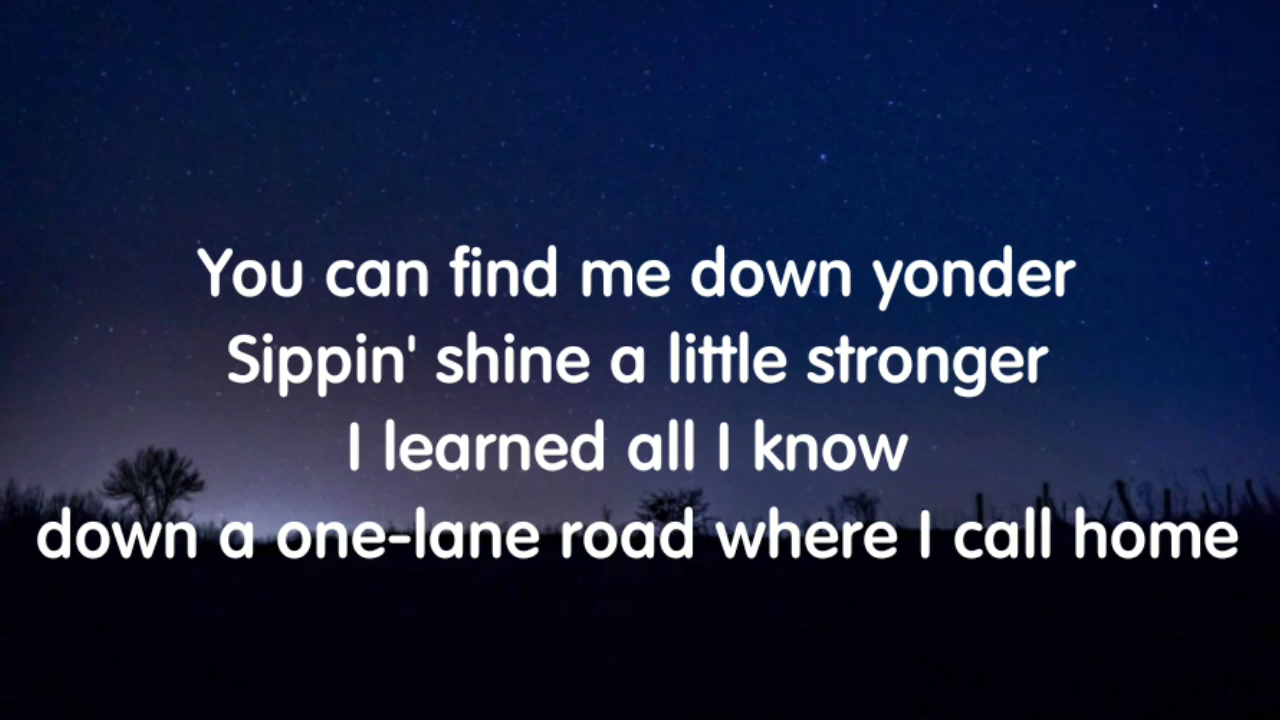 You can find me down yonder
Sippin' shine a little stronger
I learned all I know
down a one-lane road where I call home